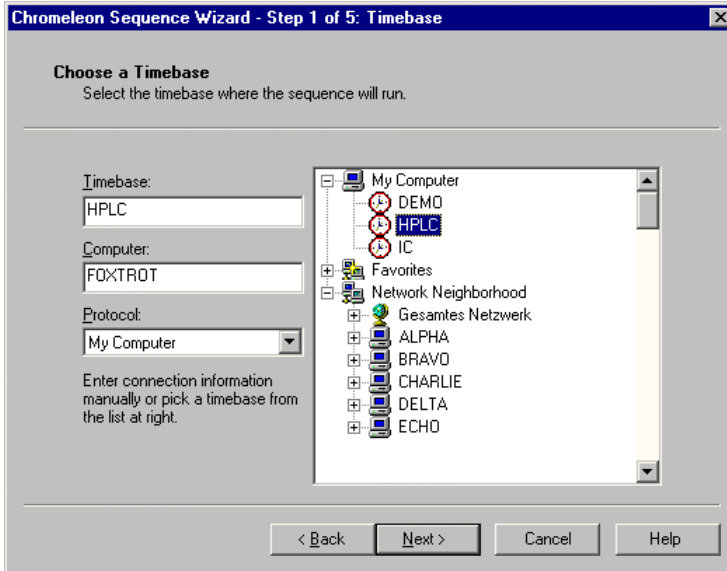 Chromeleon Sequence Wizard - Step 1 of 5: Timebase
Choose a Timebase
Select the timebase where the sequence will run.
Timebase:
HPLC
Computer:
FOXTROT
Protocol:
My Computer
Enter connection information
manually or pick a timebase from
the list at right.
My Computer
DEMO
HPLC
IC
Favorites
Network Neighborhood
Gesamtes Netzwerk
ALPHA
BRAVO
CHARLIE
DELTA
ECHO
< Back
Next >
Cancel
Help